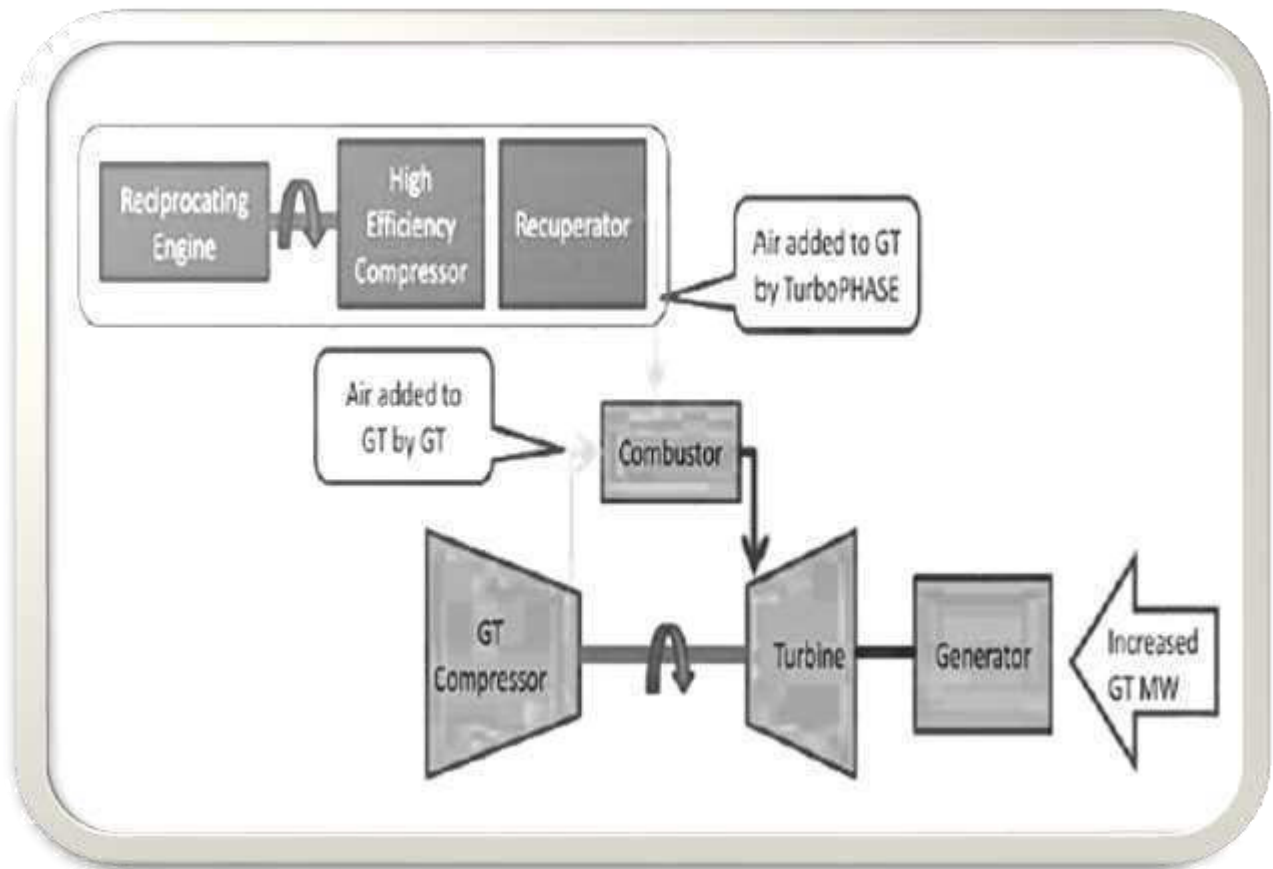 Reciprocating
Engine
High
Efficiency
Compressor
Recuperator
Air added to GT
by TurboPHASE
Air added to
GT by GT
Combustor
GT
Compressor
Turbine
Generator
Increased
GT MW